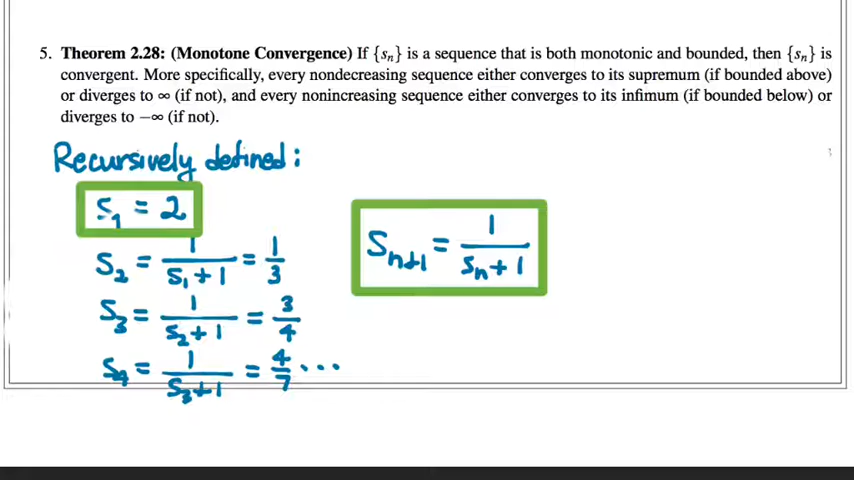 5. Theorem 2.28: (Monotone Convergence) If {sₙ} is a sequence that is both monotonic and bounded, then {sₙ} is
convergent. More specifically, every nondecreasing sequence either converges to its supremum (if bounded above)
or diverges to ∞ (if not), and every nonincreasing sequence either converges to its infimum (if bounded below) or
diverges to −∞ (if not).
Recursively defined:
S₁ = 2
S₂ = 1/(S₁+1) = 1/3
S₃ = 1/(S₂+1) = 3/4
S₄ = 1/(S₃+1) = 4/7 ...
Sₙ₊₁ = 1/(Sₙ+1)